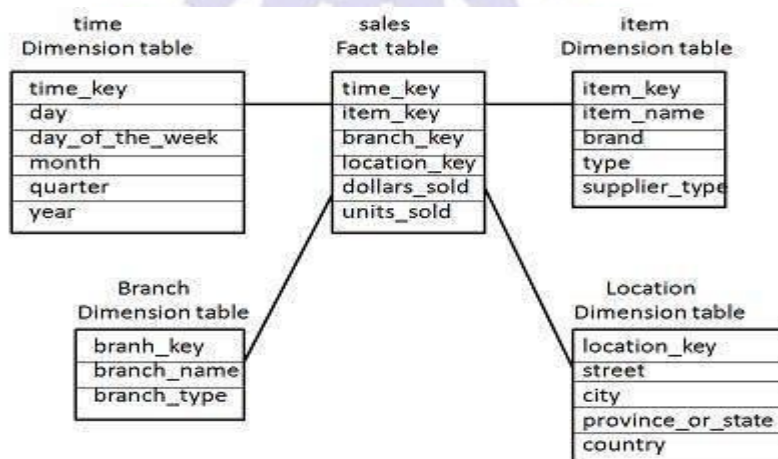 time
Dimension table
time_key
day
day_of_the_week
month
quarter
year
sales
Fact table
time_key
item_key
branch_key
location_key
dollars_sold
units_sold
item
Dimension table
item_key
item_name
brand
type
supplier_type
Branch
Dimension table
branh_key
branch_name
branch_type
Location
Dimension table
location_key
street
city
province_or_state
country